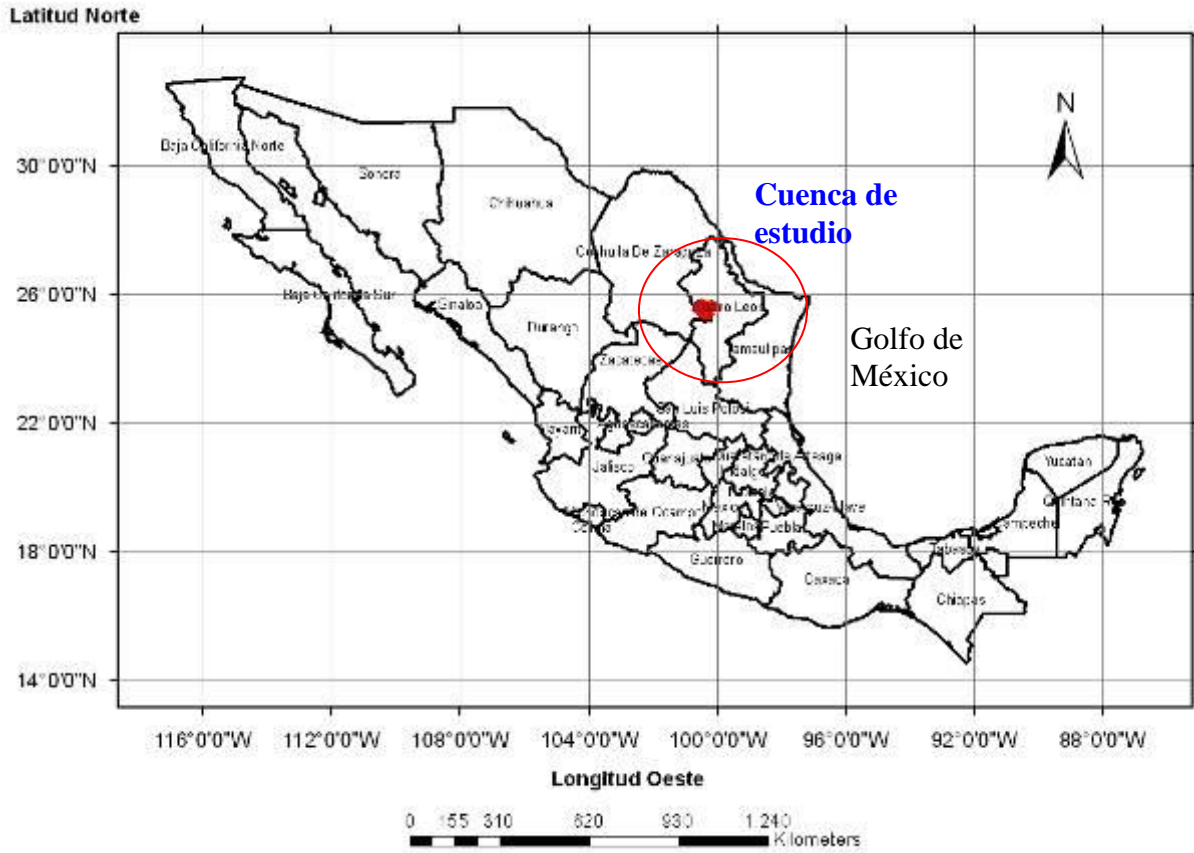 Latitud Norte
N
30°0'0"N
Baja California Norte
Sonora
Chihuahua
Cuenca de
estudio
Coahuila De Zaragoza
26°0'0"N
Baja California Sur
Sinaloa
Durango
Leon
Golfo de
México
Zacatecas
Tamaulipas
22°0'0"N
San Luis Potosi
Jalisco
Hidalgo
Yucatan
Puebla
18°0'0"N
Guerrero
Oaxaca
Tabasco
Chiapas
14°0'0"N
116°0'0"W 112°0'0"W 108°0'0"W 104°0'0"W 100°0'0"W 96°0'0"W 92°0'0"W 88°0'0"W
Longitud Oeste
0 155 310 620 930 1.240
Kilometers